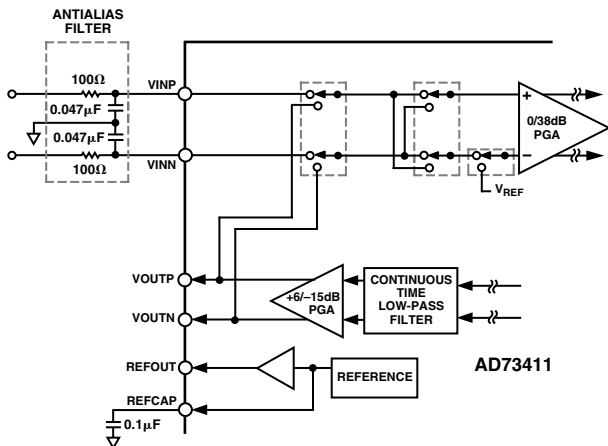 ANTIALIAS
FILTER
100Ω
VINP
0.047μF
0.047μF
VINN
100Ω
+
0/38dB
PGA
−
VREF
VOUTP
+6/–15dB
PGA
CONTINUOUS
TIME
LOW-PASS
FILTER
VOUTN
REFOUT
REFERENCE
AD73411
REFCAP
0.1μF